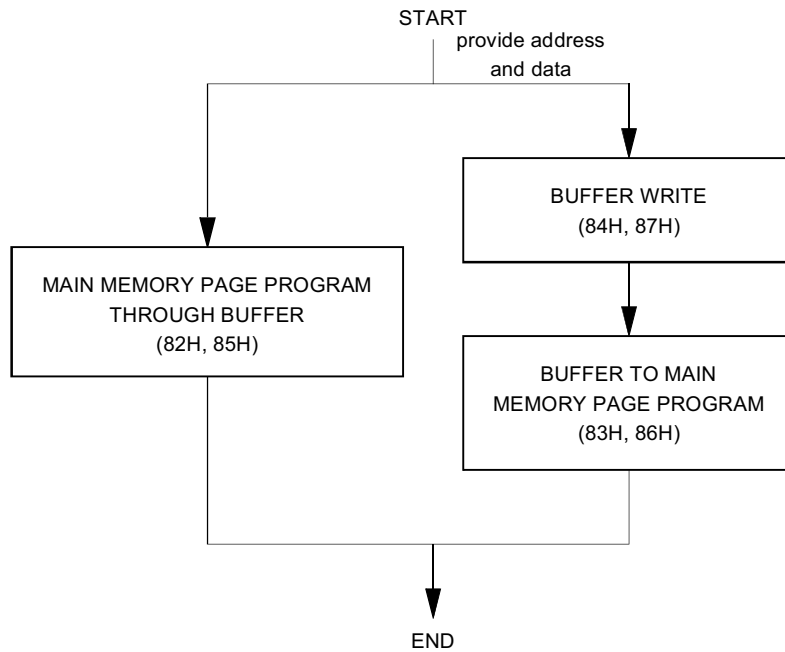 START
provide address
and data
BUFFER WRITE
(84H, 87H)
MAIN MEMORY PAGE PROGRAM
THROUGH BUFFER
(82H, 85H)
BUFFER TO MAIN
MEMORY PAGE PROGRAM
(83H, 86H)
END